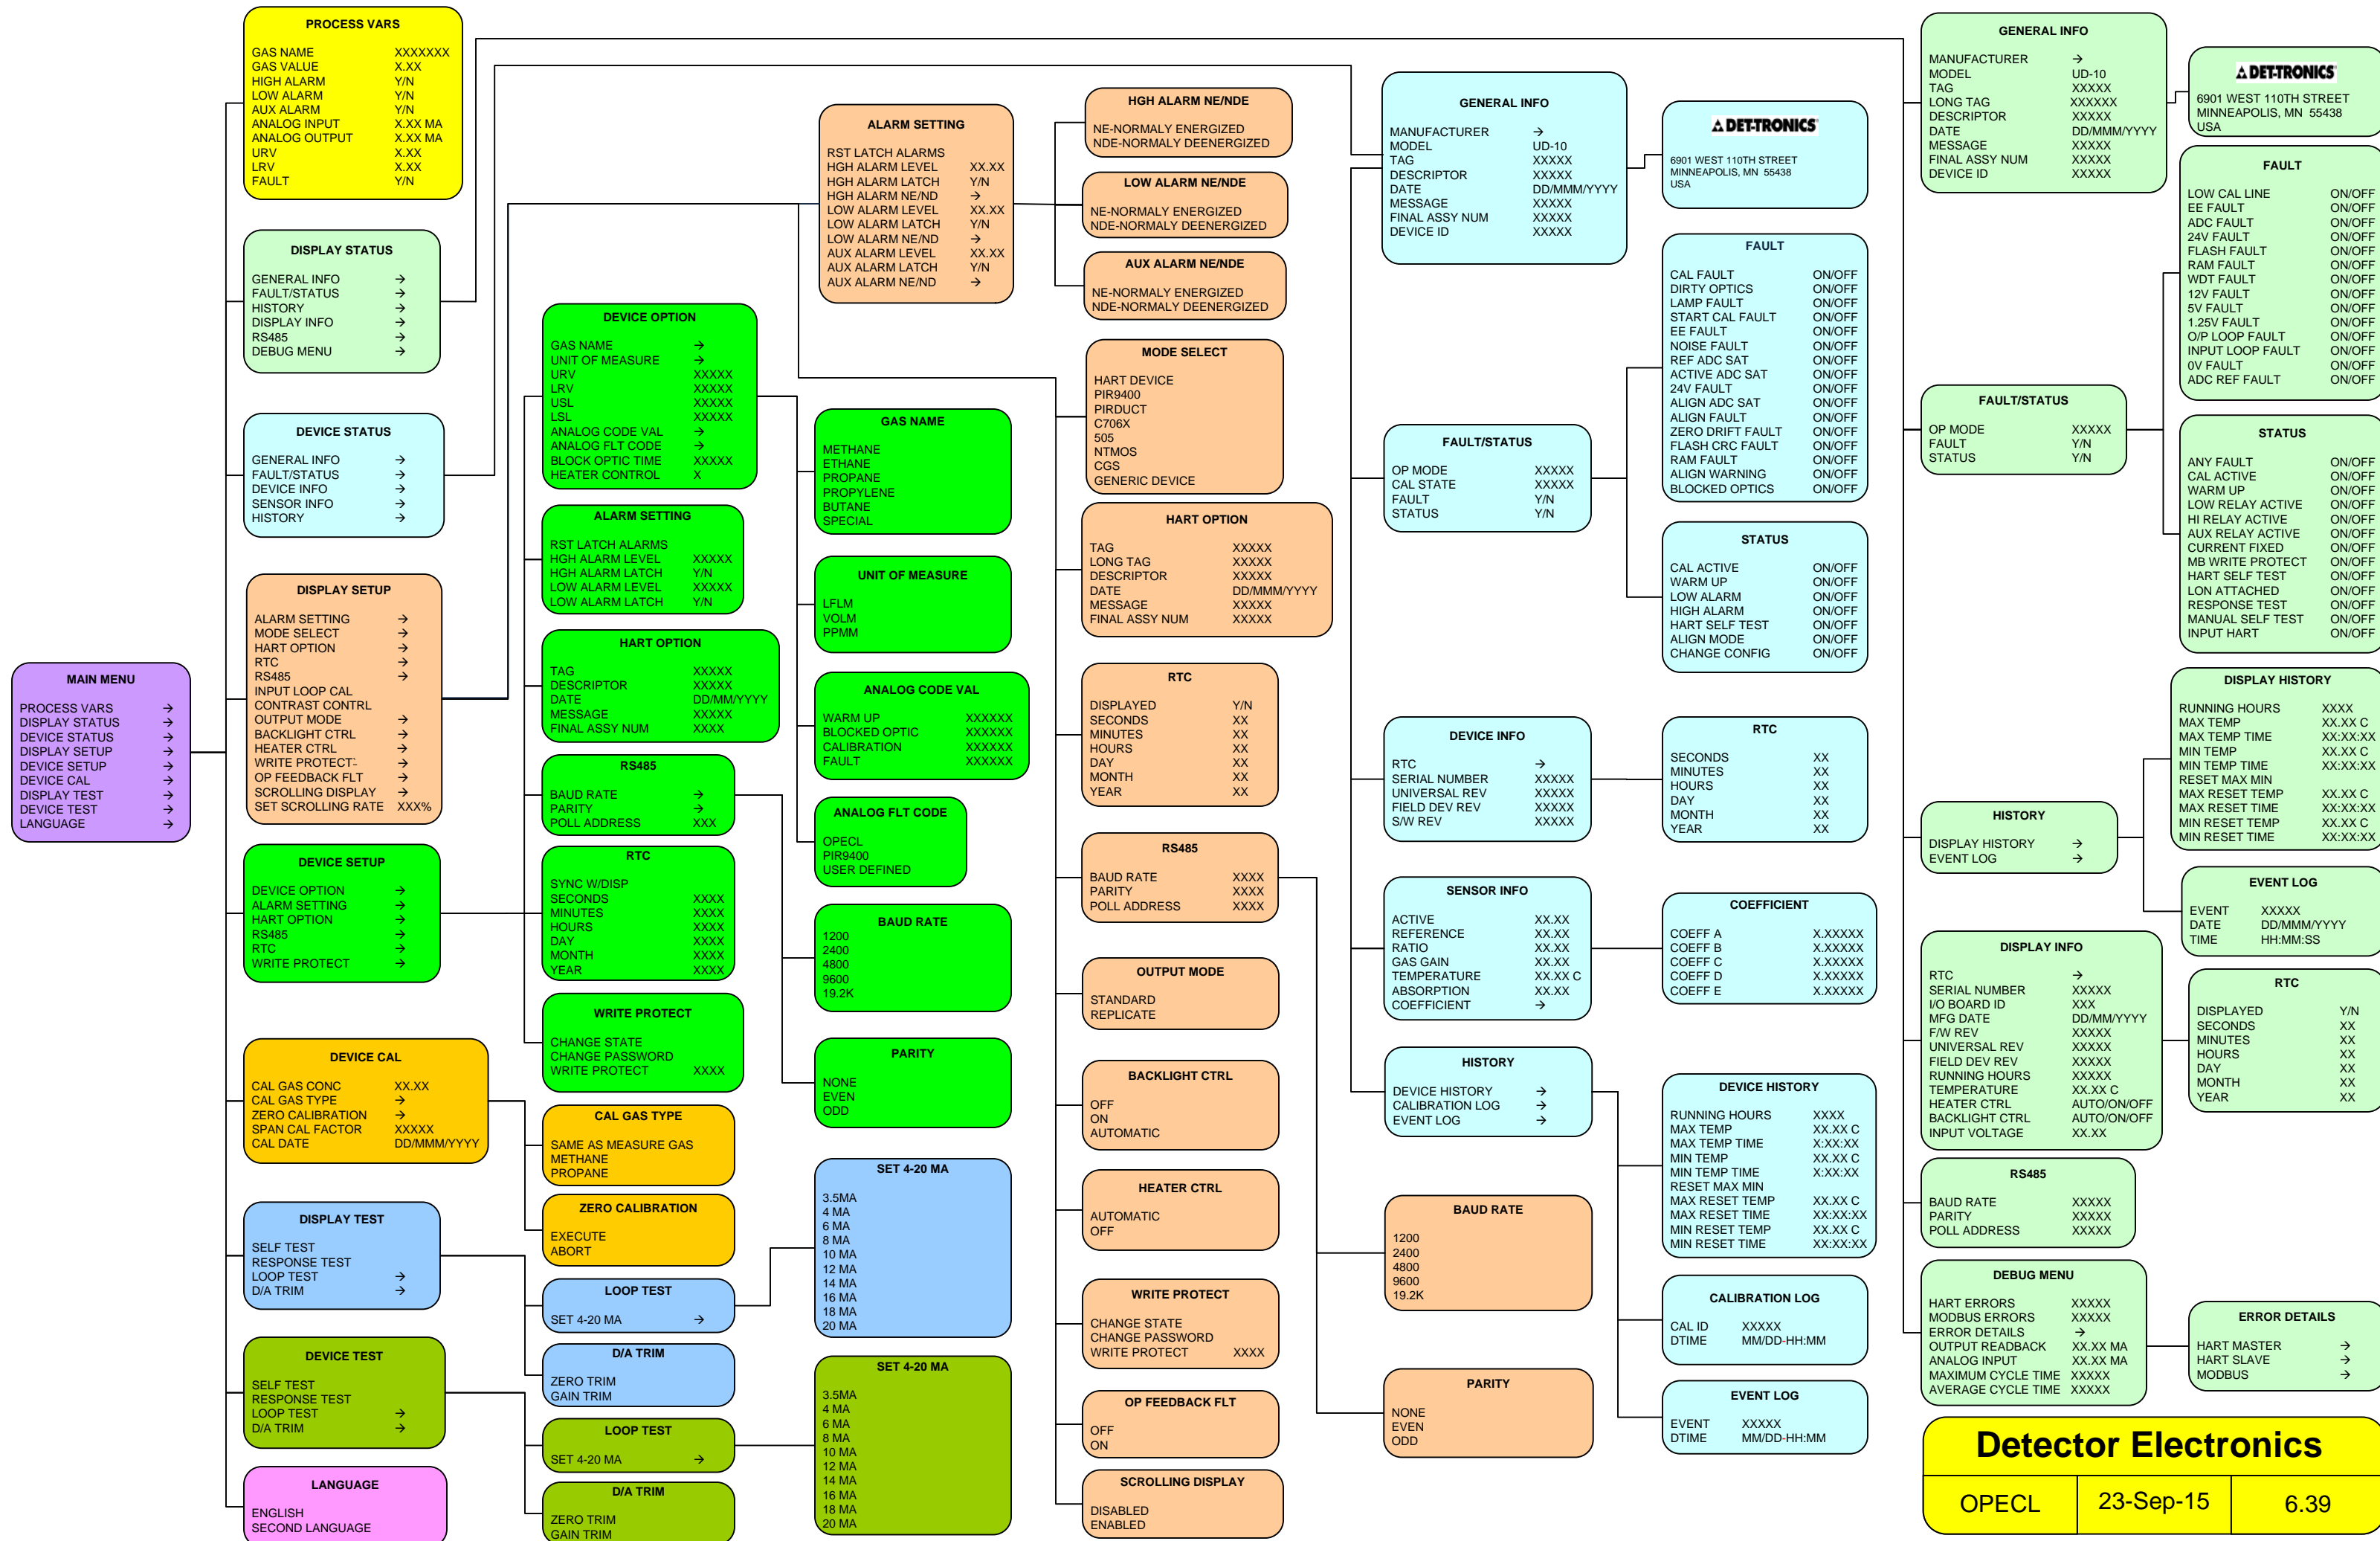 MAIN MENU
PROCESS VARS →
DISPLAY STATUS →
DEVICE STATUS →
DISPLAY SETUP →
DEVICE SETUP →
DEVICE CAL →
DISPLAY TEST →
DEVICE TEST →
LANGUAGE →
PROCESS VARS
GAS NAME XXXXXXX
GAS VALUE X.XX
HIGH ALARM Y/N
LOW ALARM Y/N
AUX ALARM Y/N
ANALOG INPUT X.XX MA
ANALOG OUTPUT X.XX MA
URV X.XX
LRV X.XX
FAULT Y/N
DISPLAY STATUS
GENERAL INFO →
FAULT/STATUS →
HISTORY →
DISPLAY INFO →
RS485 →
DEBUG MENU →
DEVICE STATUS
GENERAL INFO →
FAULT/STATUS →
DEVICE INFO →
SENSOR INFO →
HISTORY →
DISPLAY SETUP
ALARM SETTING →
MODE SELECT →
HART OPTION →
RTC →
RS485 →
INPUT LOOP CAL
CONTRAST CONTRL
OUTPUT MODE →
BACKLIGHT CTRL →
HEATER CTRL →
WRITE PROTECT- →
OP FEEDBACK FLT →
SCROLLING DISPLAY →
SET SCROLLING RATE XXX%
DEVICE SETUP
DEVICE OPTION →
ALARM SETTING →
HART OPTION →
RS485 →
RTC →
WRITE PROTECT →
DEVICE CAL
CAL GAS CONC XX.XX
CAL GAS TYPE →
ZERO CALIBRATION →
SPAN CAL FACTOR XXXXX
CAL DATE DD/MMM/YYYY
DISPLAY TEST
SELF TEST
RESPONSE TEST
LOOP TEST →
D/A TRIM →
DEVICE TEST
SELF TEST
RESPONSE TEST
LOOP TEST →
D/A TRIM →
LANGUAGE
ENGLISH
SECOND LANGUAGE
DEVICE OPTION
GAS NAME →
UNIT OF MEASURE →
URV XXXXX
LRV XXXXX
USL XXXXX
LSL XXXXX
ANALOG CODE VAL →
ANALOG FLT CODE →
BLOCK OPTIC TIME XXXXX
HEATER CONTROL X
ALARM SETTING
RST LATCH ALARMS
HGH ALARM LEVEL XXXXX
HGH ALARM LATCH Y/N
LOW ALARM LEVEL XXXXX
LOW ALARM LATCH Y/N
HART OPTION
TAG XXXXX
DESCRIPTOR XXXXX
DATE DD/MM/YYYY
MESSAGE XXXXX
FINAL ASSY NUM XXXX
RS485
BAUD RATE →
PARITY →
POLL ADDRESS XXX
RTC
SYNC W/DISP
SECONDS XXXX
MINUTES XXXX
HOURS XXXX
DAY XXXX
MONTH XXXX
YEAR XXXX
WRITE PROTECT
CHANGE STATE
CHANGE PASSWORD
WRITE PROTECT XXXX
CAL GAS TYPE
SAME AS MEASURE GAS
METHANE
PROPANE
ZERO CALIBRATION
EXECUTE
ABORT
LOOP TEST
SET 4-20 MA →
D/A TRIM
ZERO TRIM
GAIN TRIM
LOOP TEST
SET 4-20 MA →
D/A TRIM
ZERO TRIM
GAIN TRIM
ALARM SETTING
RST LATCH ALARMS
HGH ALARM LEVEL XX.XX
HGH ALARM LATCH Y/N
HGH ALARM NE/ND →
LOW ALARM LEVEL XX.XX
LOW ALARM LATCH Y/N
LOW ALARM NE/ND →
AUX ALARM LEVEL XX.XX
AUX ALARM LATCH Y/N
AUX ALARM NE/ND →
GAS NAME
METHANE
ETHANE
PROPANE
PROPYLENE
BUTANE
SPECIAL
UNIT OF MEASURE
LFLM
VOLM
PPMM
ANALOG CODE VAL
WARM UP XXXXXX
BLOCKED OPTIC XXXXXX
CALIBRATION XXXXXX
FAULT XXXXXX
ANALOG FLT CODE
OPECL
PIR9400
USER DEFINED
BAUD RATE
1200
2400
4800
9600
19.2K
PARITY
NONE
EVEN
ODD
SET 4-20 MA
3.5MA
4 MA
6 MA
8 MA
10 MA
12 MA
14 MA
16 MA
18 MA
20 MA
SET 4-20 MA
3.5MA
4 MA
6 MA
8 MA
10 MA
12 MA
14 MA
16 MA
18 MA
20 MA
HGH ALARM NE/NDE
NE-NORMALY ENERGIZED
NDE-NORMALY DEENERGIZED
LOW ALARM NE/NDE
NE-NORMALY ENERGIZED
NDE-NORMALY DEENERGIZED
AUX ALARM NE/NDE
NE-NORMALY ENERGIZED
NDE-NORMALY DEENERGIZED
MODE SELECT
HART DEVICE
PIR9400
PIRDUCT
C706X
505
NTMOS
CGS
GENERIC DEVICE
HART OPTION
TAG XXXXX
LONG TAG XXXXX
DESCRIPTOR XXXXX
DATE DD/MMM/YYYY
MESSAGE XXXXX
FINAL ASSY NUM XXXXX
RTC
DISPLAYED Y/N
SECONDS XX
MINUTES XX
HOURS XX
DAY XX
MONTH XX
YEAR XX
RS485
BAUD RATE XXXX
PARITY XXXX
POLL ADDRESS XXXX
OUTPUT MODE
STANDARD
REPLICATE
BACKLIGHT CTRL
OFF
ON
AUTOMATIC
HEATER CTRL
AUTOMATIC
OFF
WRITE PROTECT
CHANGE STATE
CHANGE PASSWORD
WRITE PROTECT XXXX
OP FEEDBACK FLT
OFF
ON
SCROLLING DISPLAY
DISABLED
ENABLED
GENERAL INFO
MANUFACTURER →
MODEL UD-10
TAG XXXXX
DESCRIPTOR XXXXX
DATE DD/MMM/YYYY
MESSAGE XXXXX
FINAL ASSY NUM XXXXX
DEVICE ID XXXXX
FAULT/STATUS
OP MODE XXXXX
CAL STATE XXXXX
FAULT Y/N
STATUS Y/N
DEVICE INFO
RTC →
SERIAL NUMBER XXXXX
UNIVERSAL REV XXXXX
FIELD DEV REV XXXXX
S/W REV XXXXX
SENSOR INFO
ACTIVE XX.XX
REFERENCE XX.XX
RATIO XX.XX
GAS GAIN XX.XX
TEMPERATURE XX.XX C
ABSORPTION XX.XX
COEFFICIENT →
HISTORY
DEVICE HISTORY →
CALIBRATION LOG →
EVENT LOG →
BAUD RATE
1200
2400
4800
9600
19.2K
PARITY
NONE
EVEN
ODD
DET-TRONICS
6901 WEST 110TH STREET
MINNEAPOLIS, MN 55438
USA
FAULT
CAL FAULT ON/OFF
DIRTY OPTICS ON/OFF
LAMP FAULT ON/OFF
START CAL FAULT ON/OFF
EE FAULT ON/OFF
NOISE FAULT ON/OFF
REF ADC SAT ON/OFF
ACTIVE ADC SAT ON/OFF
24V FAULT ON/OFF
ALIGN ADC SAT ON/OFF
ALIGN FAULT ON/OFF
ZERO DRIFT FAULT ON/OFF
FLASH CRC FAULT ON/OFF
RAM FAULT ON/OFF
ALIGN WARNING ON/OFF
BLOCKED OPTICS ON/OFF
STATUS
CAL ACTIVE ON/OFF
WARM UP ON/OFF
LOW ALARM ON/OFF
HIGH ALARM ON/OFF
HART SELF TEST ON/OFF
ALIGN MODE ON/OFF
CHANGE CONFIG ON/OFF
RTC
SECONDS XX
MINUTES XX
HOURS XX
DAY XX
MONTH XX
YEAR XX
COEFFICIENT
COEFF A X.XXXXX
COEFF B X.XXXXX
COEFF C X.XXXXX
COEFF D X.XXXXX
COEFF E X.XXXXX
DEVICE HISTORY
RUNNING HOURS XXXX
MAX TEMP XX.XX C
MAX TEMP TIME X:XX:XX
MIN TEMP XX.XX C
MIN TEMP TIME X:XX:XX
RESET MAX MIN
MAX RESET TEMP XX.XX C
MAX RESET TIME XX:XX:XX
MIN RESET TEMP XX.XX C
MIN RESET TIME XX:XX:XX
CALIBRATION LOG
CAL ID XXXXX
DTIME MM/DD-HH:MM
EVENT LOG
EVENT XXXXX
DTIME MM/DD-HH:MM
GENERAL INFO
MANUFACTURER →
MODEL UD-10
TAG XXXXX
LONG TAG XXXXXX
DESCRIPTOR XXXXX
DATE DD/MMM/YYYY
MESSAGE XXXXX
FINAL ASSY NUM XXXXX
DEVICE ID XXXXX
FAULT/STATUS
OP MODE XXXXX
FAULT Y/N
STATUS Y/N
HISTORY
DISPLAY HISTORY →
EVENT LOG →
DISPLAY INFO
RTC →
SERIAL NUMBER XXXXX
I/O BOARD ID XXX
MFG DATE DD/MM/YYYY
F/W REV XXXXX
UNIVERSAL REV XXXXX
FIELD DEV REV XXXXX
RUNNING HOURS XXXXX
TEMPERATURE XX.XX C
HEATER CTRL AUTO/ON/OFF
BACKLIGHT CTRL AUTO/ON/OFF
INPUT VOLTAGE XX.XX
RS485
BAUD RATE XXXXX
PARITY XXXXX
POLL ADDRESS XXXXX
DEBUG MENU
HART ERRORS XXXXX
MODBUS ERRORS XXXXX
ERROR DETAILS →
OUTPUT READBACK XX.XX MA
ANALOG INPUT XX.XX MA
MAXIMUM CYCLE TIME XXXXX
AVERAGE CYCLE TIME XXXXX
DET-TRONICS
6901 WEST 110TH STREET
MINNEAPOLIS, MN 55438
USA
FAULT
LOW CAL LINE ON/OFF
EE FAULT ON/OFF
ADC FAULT ON/OFF
24V FAULT ON/OFF
FLASH FAULT ON/OFF
RAM FAULT ON/OFF
WDT FAULT ON/OFF
12V FAULT ON/OFF
5V FAULT ON/OFF
1.25V FAULT ON/OFF
O/P LOOP FAULT ON/OFF
INPUT LOOP FAULT ON/OFF
0V FAULT ON/OFF
ADC REF FAULT ON/OFF
STATUS
ANY FAULT ON/OFF
CAL ACTIVE ON/OFF
WARM UP ON/OFF
LOW RELAY ACTIVE ON/OFF
HI RELAY ACTIVE ON/OFF
AUX RELAY ACTIVE ON/OFF
CURRENT FIXED ON/OFF
MB WRITE PROTECT ON/OFF
HART SELF TEST ON/OFF
LON ATTACHED ON/OFF
RESPONSE TEST ON/OFF
MANUAL SELF TEST ON/OFF
INPUT HART ON/OFF
DISPLAY HISTORY
RUNNING HOURS XXXX
MAX TEMP XX.XX C
MAX TEMP TIME XX:XX:XX
MIN TEMP XX.XX C
MIN TEMP TIME XX:XX:XX
RESET MAX MIN
MAX RESET TEMP XX.XX C
MAX RESET TIME XX:XX:XX
MIN RESET TEMP XX.XX C
MIN RESET TIME XX:XX:XX
EVENT LOG
EVENT XXXXX
DATE DD/MMM/YYYY
TIME HH:MM:SS
RTC
DISPLAYED Y/N
SECONDS XX
MINUTES XX
HOURS XX
DAY XX
MONTH XX
YEAR XX
ERROR DETAILS
HART MASTER →
HART SLAVE →
MODBUS →
Detector Electronics
OPECL 23-Sep-15 6.39